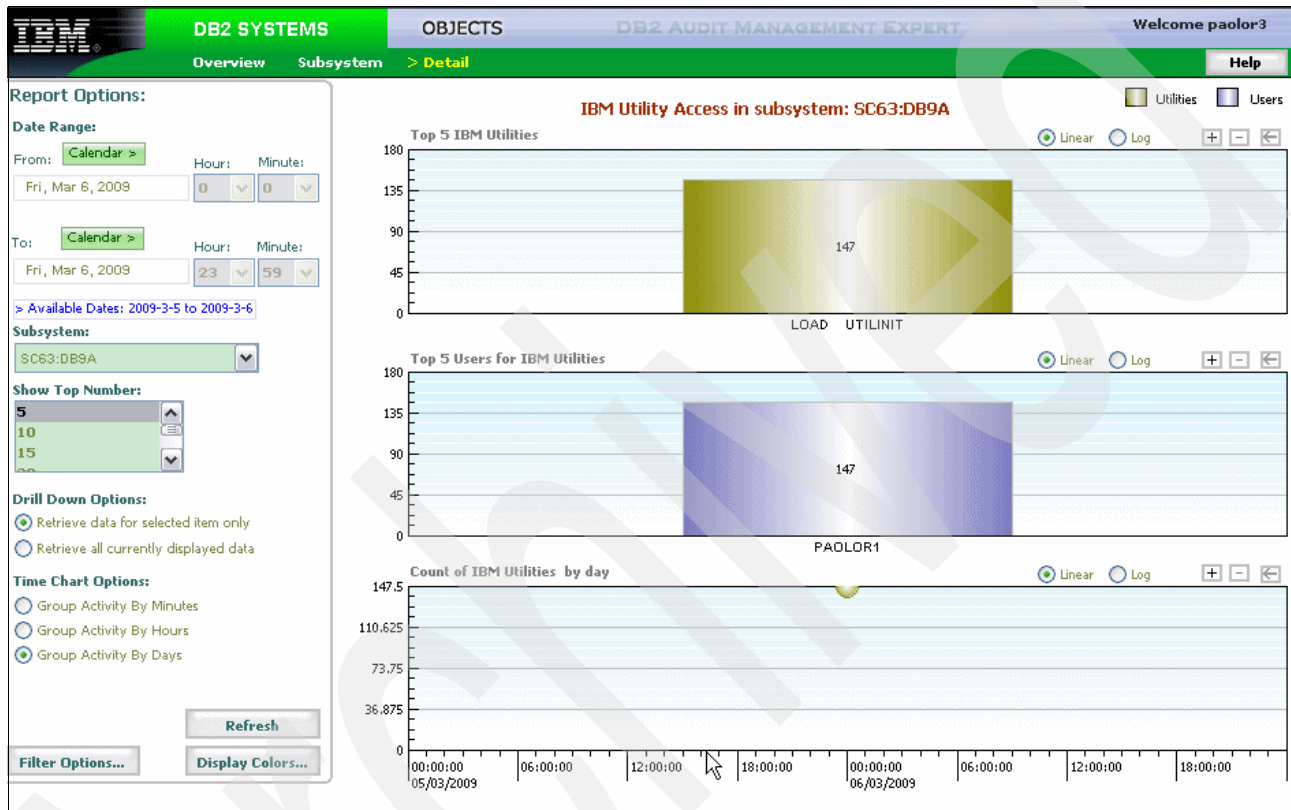 IBM
DB2 SYSTEMS
OBJECTS
DB2 AUDIT MANAGEMENT EXPERT
Welcome paolor3
Overview Subsystem > Detail
Help
Report Options:
Date Range:
From: Calendar > Hour: Minute:
Fri, Mar 6, 2009 0 0
To: Calendar > Hour: Minute:
Fri, Mar 6, 2009 23 59
> Available Dates: 2009-3-5 to 2009-3-6
Subsystem:
SC63:DB9A
Show Top Number:
5
10
15
Drill Down Options:
Retrieve data for selected item only
Retrieve all currently displayed data
Time Chart Options:
Group Activity By Minutes
Group Activity By Hours
Group Activity By Days
Refresh
Filter Options... Display Colors...
IBM Utility Access in subsystem: SC63:DB9A
Utilities Users
Top 5 IBM Utilities
Linear Log + -
180
135
90
45
0
147
LOAD UTILINIT
Top 5 Users for IBM Utilities
Linear Log + -
180
135
90
45
0
147
PAOLOR1
Count of IBM Utilities by day
Linear Log + -
147.5
110.625
73.75
36.875
0
00:00:00 06:00:00 12:00:00 18:00:00 00:00:00 06:00:00 12:00:00 18:00:00
05/03/2009 06/03/2009